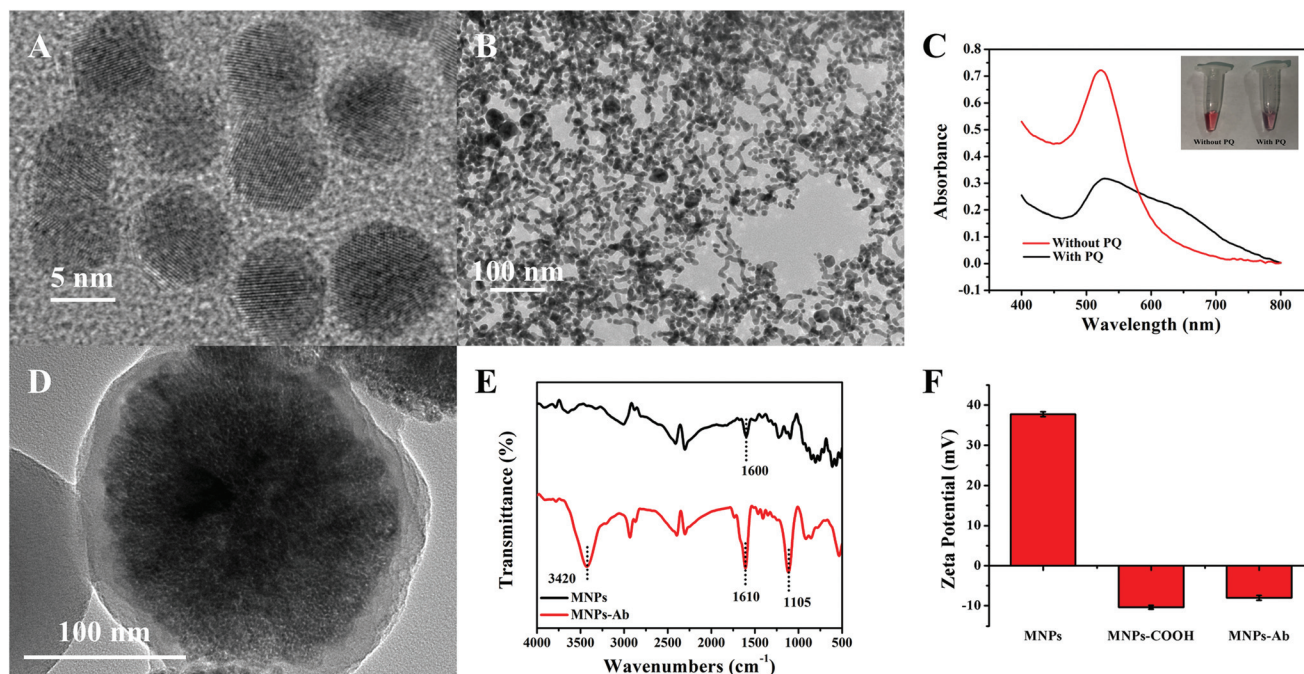 A
5 nm
B
100 nm
C
0.8
0.7
0.6
0.5
0.4
0.3
0.2
0.1
0.0
-0.1
Absorbance
Without PQ
With PQ
Without PQ
With PQ
400
500
600
700
800
Wavelength (nm)
D
100 nm
E
Transmittance (%)
1600
3420
1610
1105
MNPs
MNPs-Ab
4000
3500
3000
2500
2000
1500
1000
500
Wavenumbers (cm⁻¹)
F
Zeta Potential (mV)
40
30
20
10
0
-10
MNPs
MNPs-COOH
MNPs-Ab